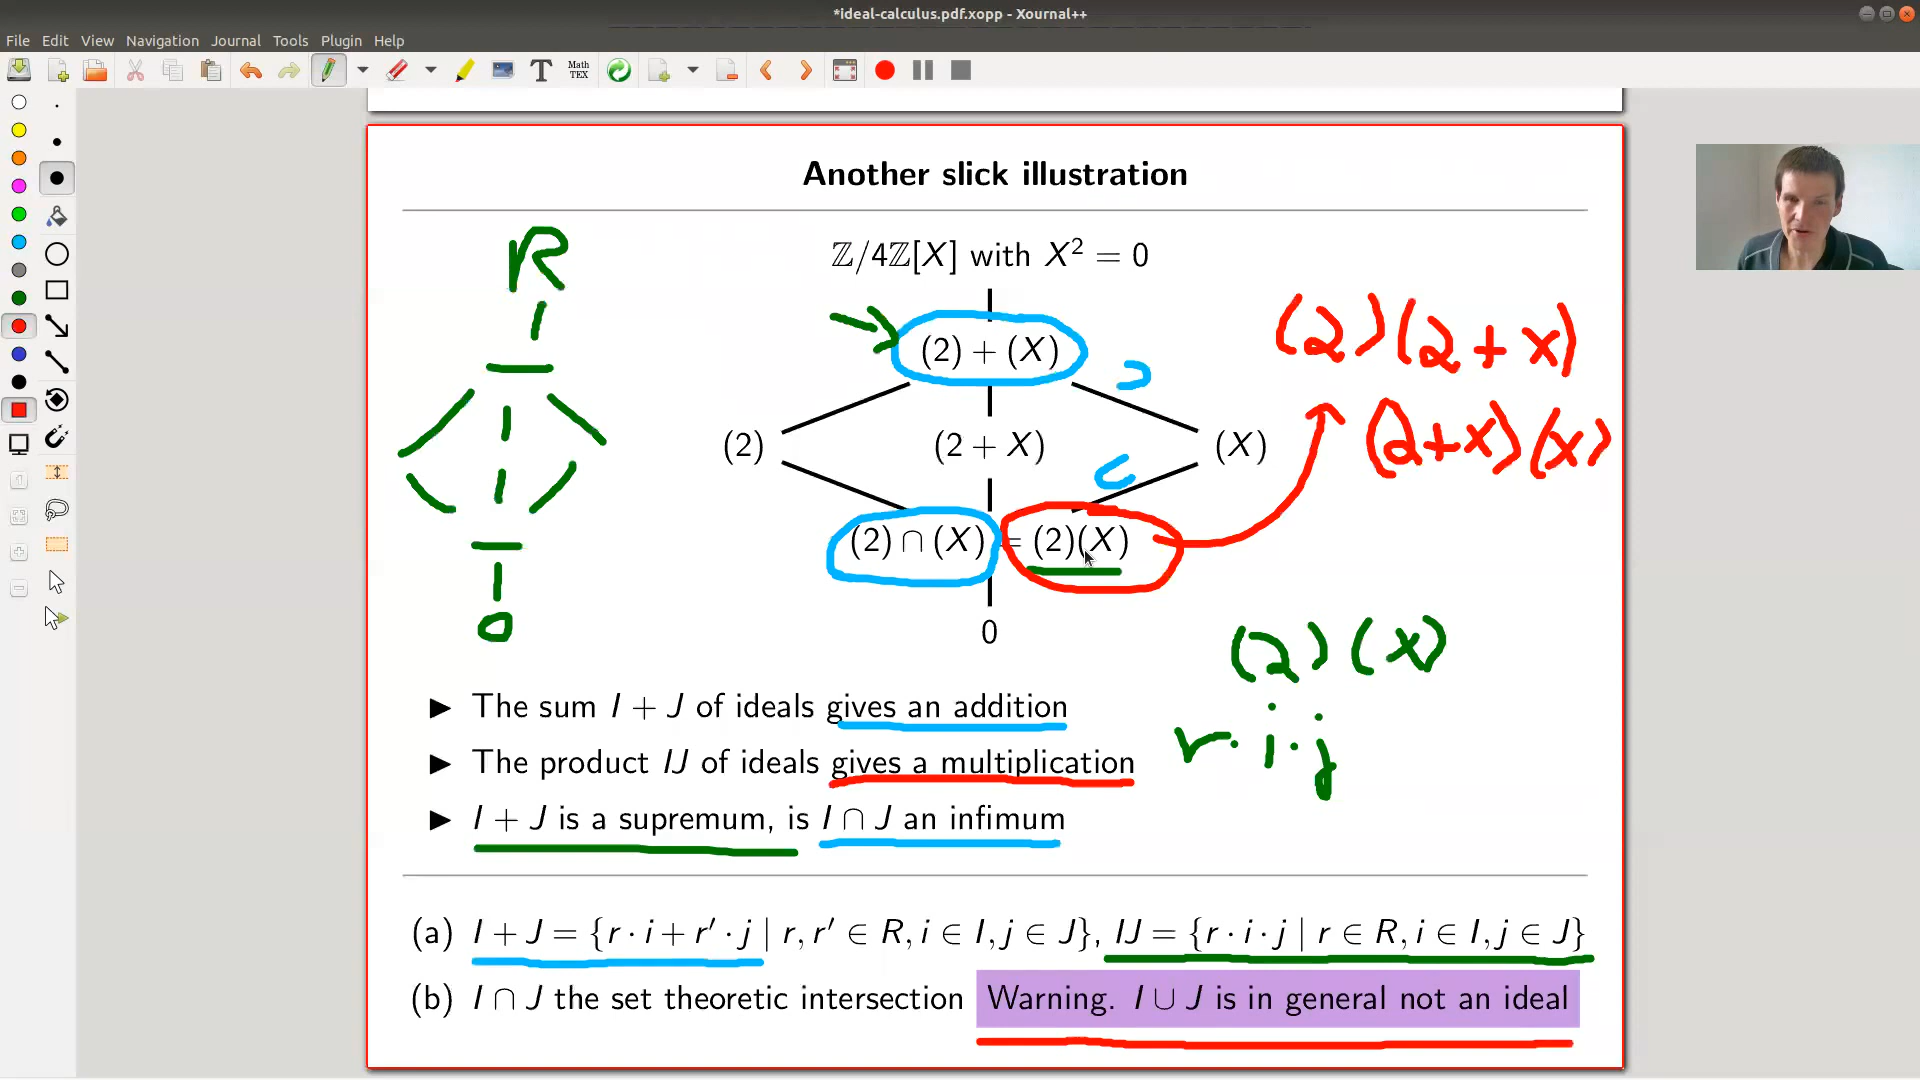 *ideal-calculus.pdf.xopp - Xournal++
File Edit View Navigation Journal Tools Plugin Help
T Math TEX
Another slick illustration
ℤ/4ℤ[X] with X² = 0
R
(2) + (X)
⊃
(2)(2+x)
(2) (2 + X) (X)
(2+x)(x)
⊂
(2) ∩ (X) = (2)(X)
0
0
(2)(x)
▶ The sum I + J of ideals gives an addition
r·i·j
▶ The product IJ of ideals gives a multiplication
▶ I + J is a supremum, is I ∩ J an infimum
(a) I + J = {r · i + r′ · j | r, r′ ∈ R, i ∈ I, j ∈ J}, IJ = {r · i · j | r ∈ R, i ∈ I, j ∈ J}
(b) I ∩ J the set theoretic intersection Warning. I ∪ J is in general not an ideal